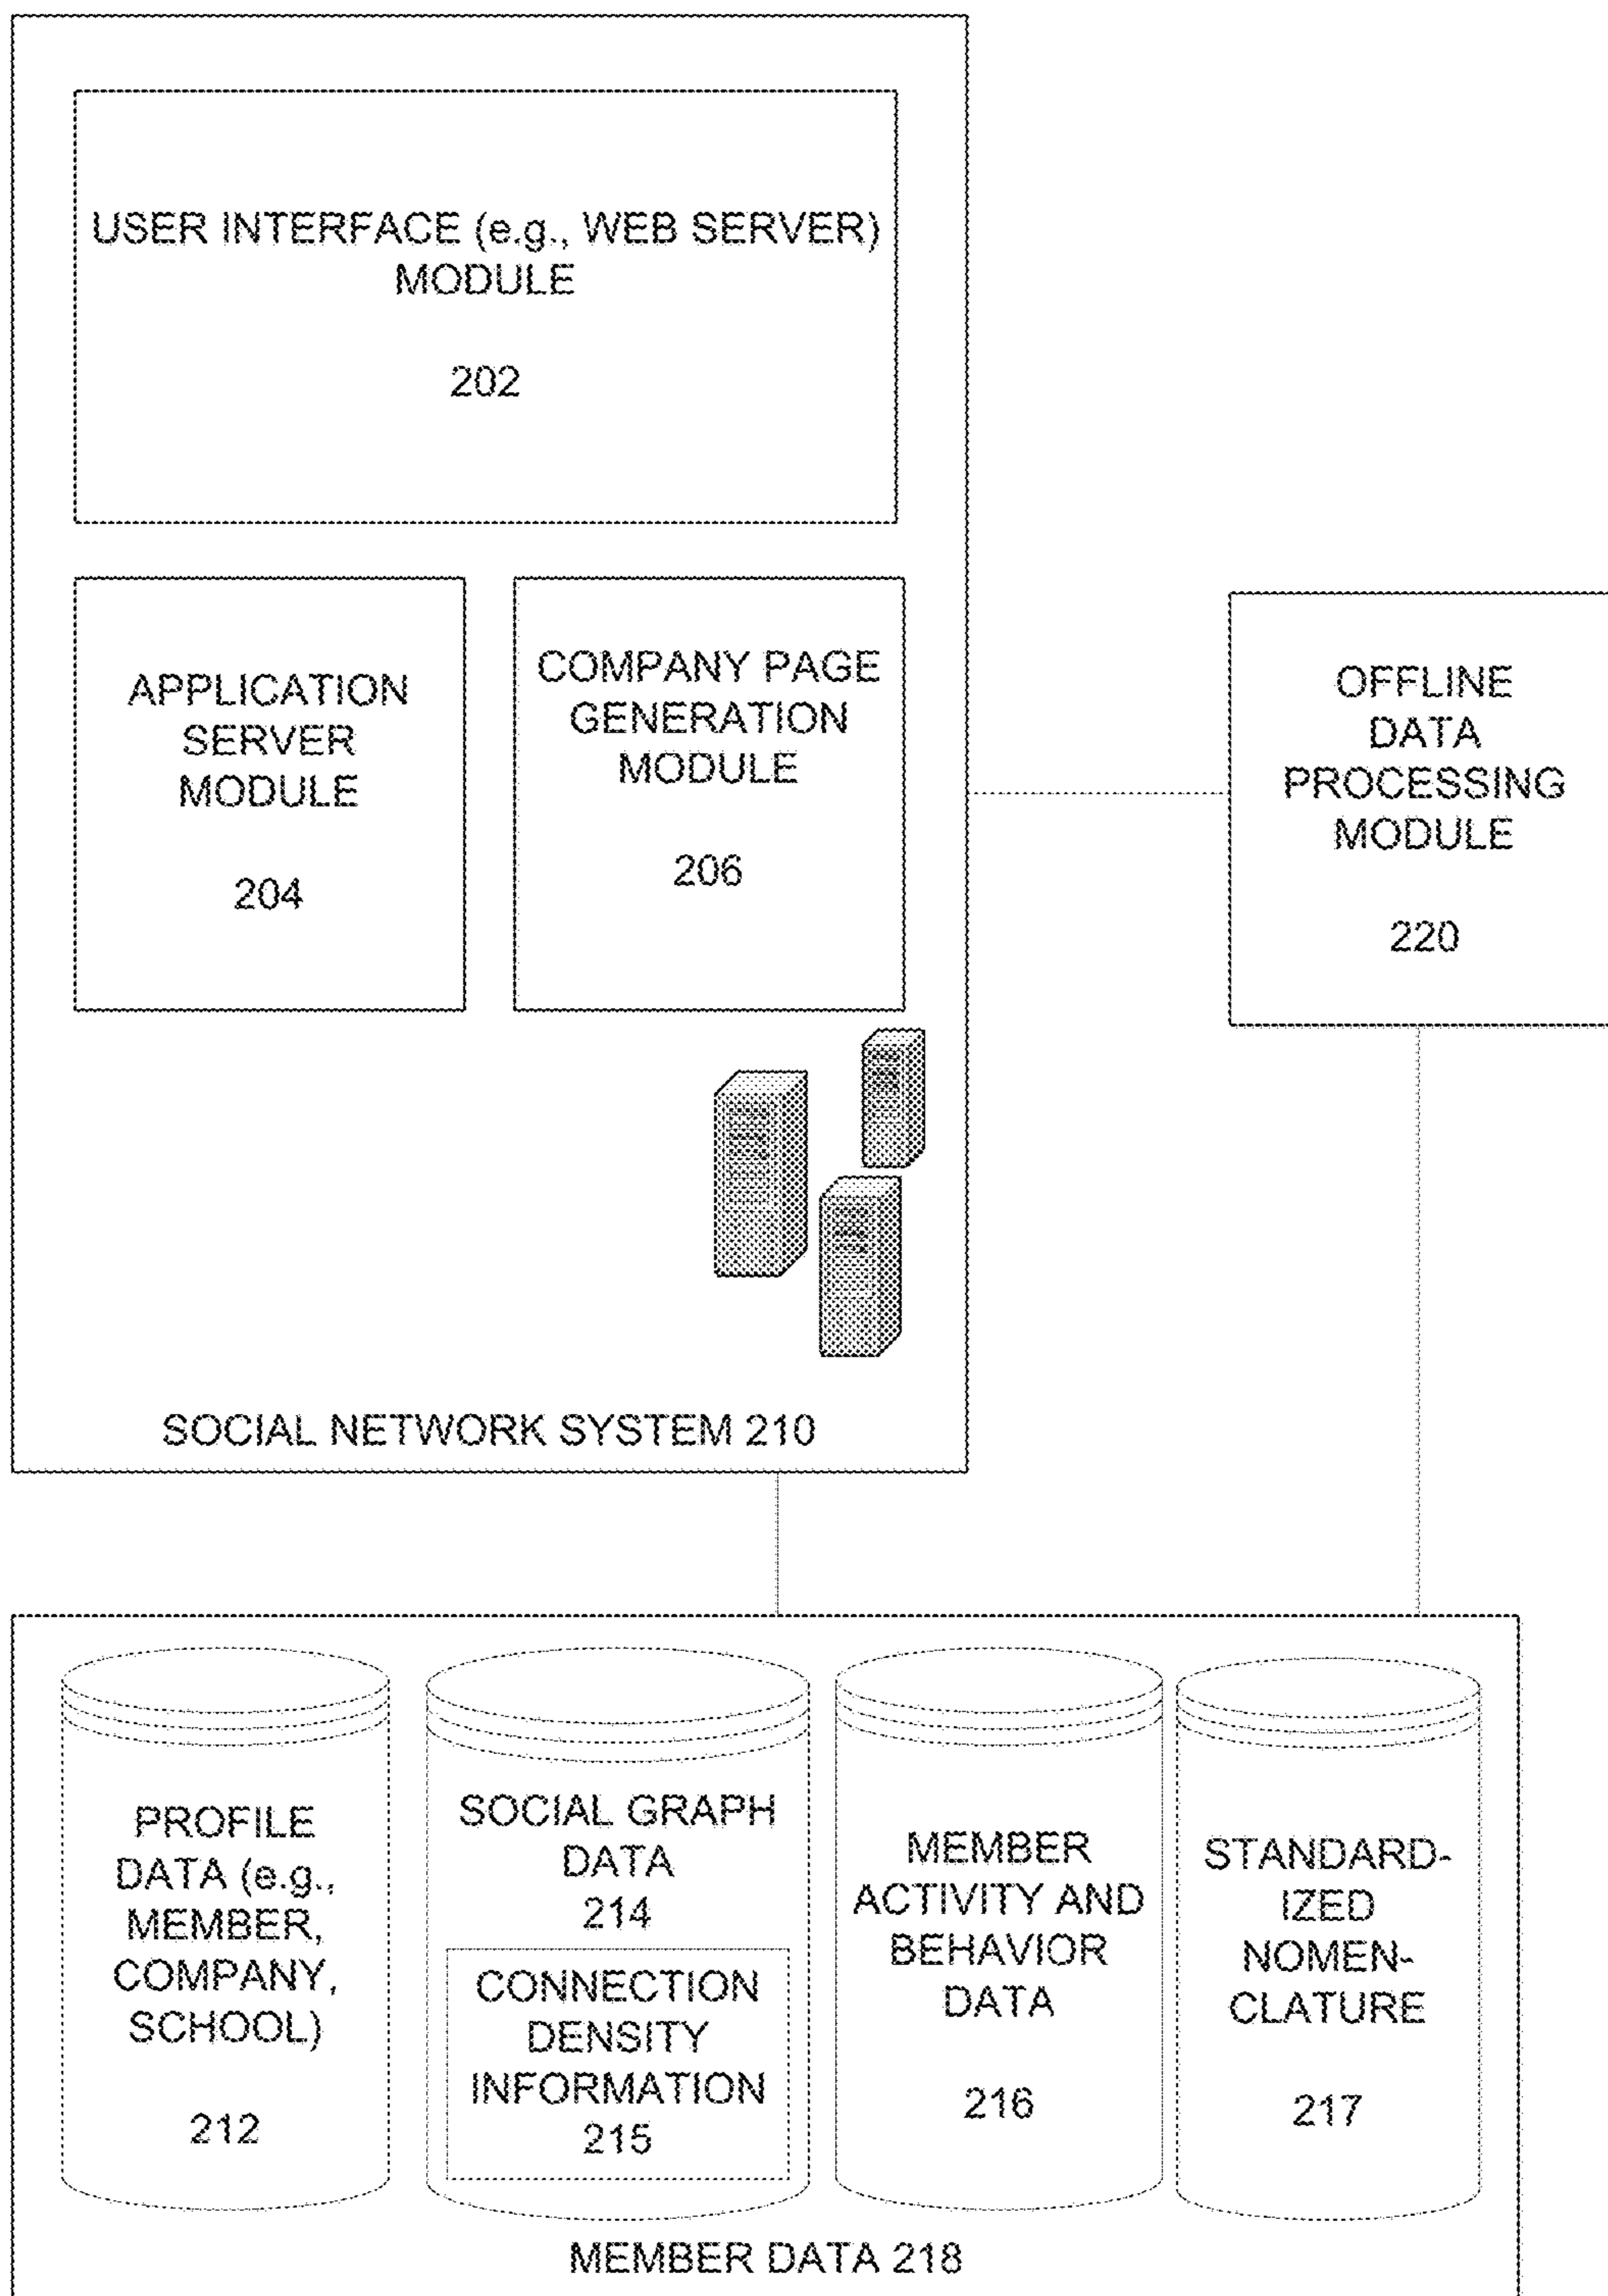 USER INTERFACE (e.g., WEB SERVER)
MODULE
202
APPLICATION
SERVER
MODULE
204
COMPANY PAGE
GENERATION
MODULE
206
OFFLINE
DATA
PROCESSING
MODULE
220
SOCIAL NETWORK SYSTEM 210
PROFILE
DATA (e.g.,
MEMBER,
COMPANY,
SCHOOL)
212
SOCIAL GRAPH
DATA
214
CONNECTION
DENSITY
INFORMATION
215
MEMBER
ACTIVITY AND
BEHAVIOR
DATA
216
STANDARD-
IZED
NOMEN-
CLATURE
217
MEMBER DATA 218